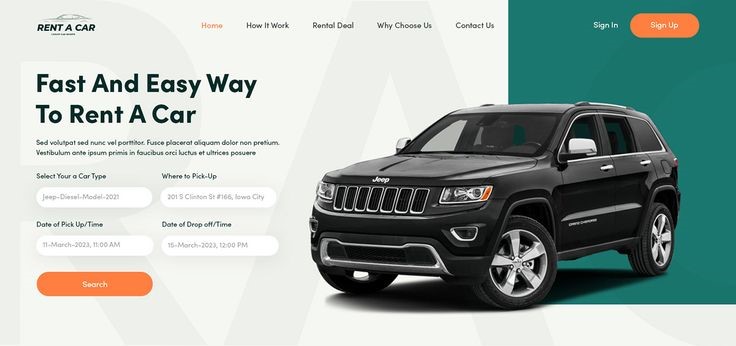 RENT A CAR
Home
How It Work
Rental Deal
Why Choose Us
Contact Us
Sign In
Sign Up
Fast And Easy Way
To Rent A Car
Sed volutpat sed nunc vel porttitor. Fusce placerat aliquam dolor non pretium.
Vestibulum ante ipsum primis in faucibus orci luctus et ultrices posuere
Select Your a Car Type
Where to Pick-Up
Jeep-Diesel-Model-2021
201 S Clinton St #166, Iowa City
Date of Pick Up/Time
Date of Drop off/Time
11-March-2023, 11:00 AM
15-March-2023, 12:00 PM
Search
Jeep
GRAND CHEROKEE
RAC